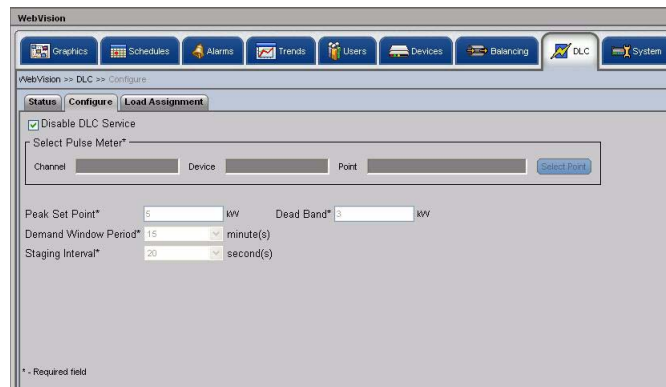 WebVision
Graphics Schedules Alarms Trends Users Devices Balancing DLC System
WebVision >> DLC >> Configure
Status Configure Load Assignment
Disable DLC Service
Select Pulse Meter*
Channel Device Point Select Point
Peak Set Point* 5 kW Dead Band* 3 kW
Demand Window Period* 15 minute(s)
Staging Interval* 20 second(s)
* - Required field